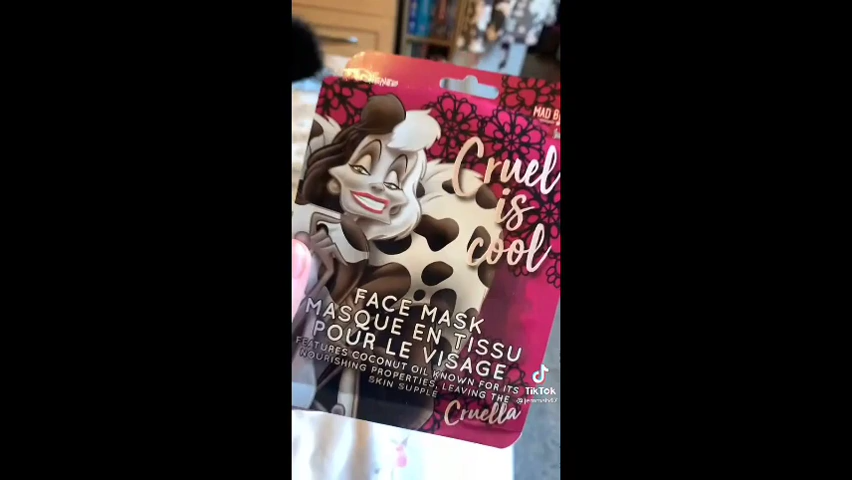 MAD B
Cruel
is
cool
FACE MASK
MASQUE EN TISSU
POUR LE VISAGE
FEATURES COCONUT OIL KNOWN FOR ITS
NOURISHING PROPERTIES, LEAVING THE
SKIN SUPPLE
Cruella
TikTok